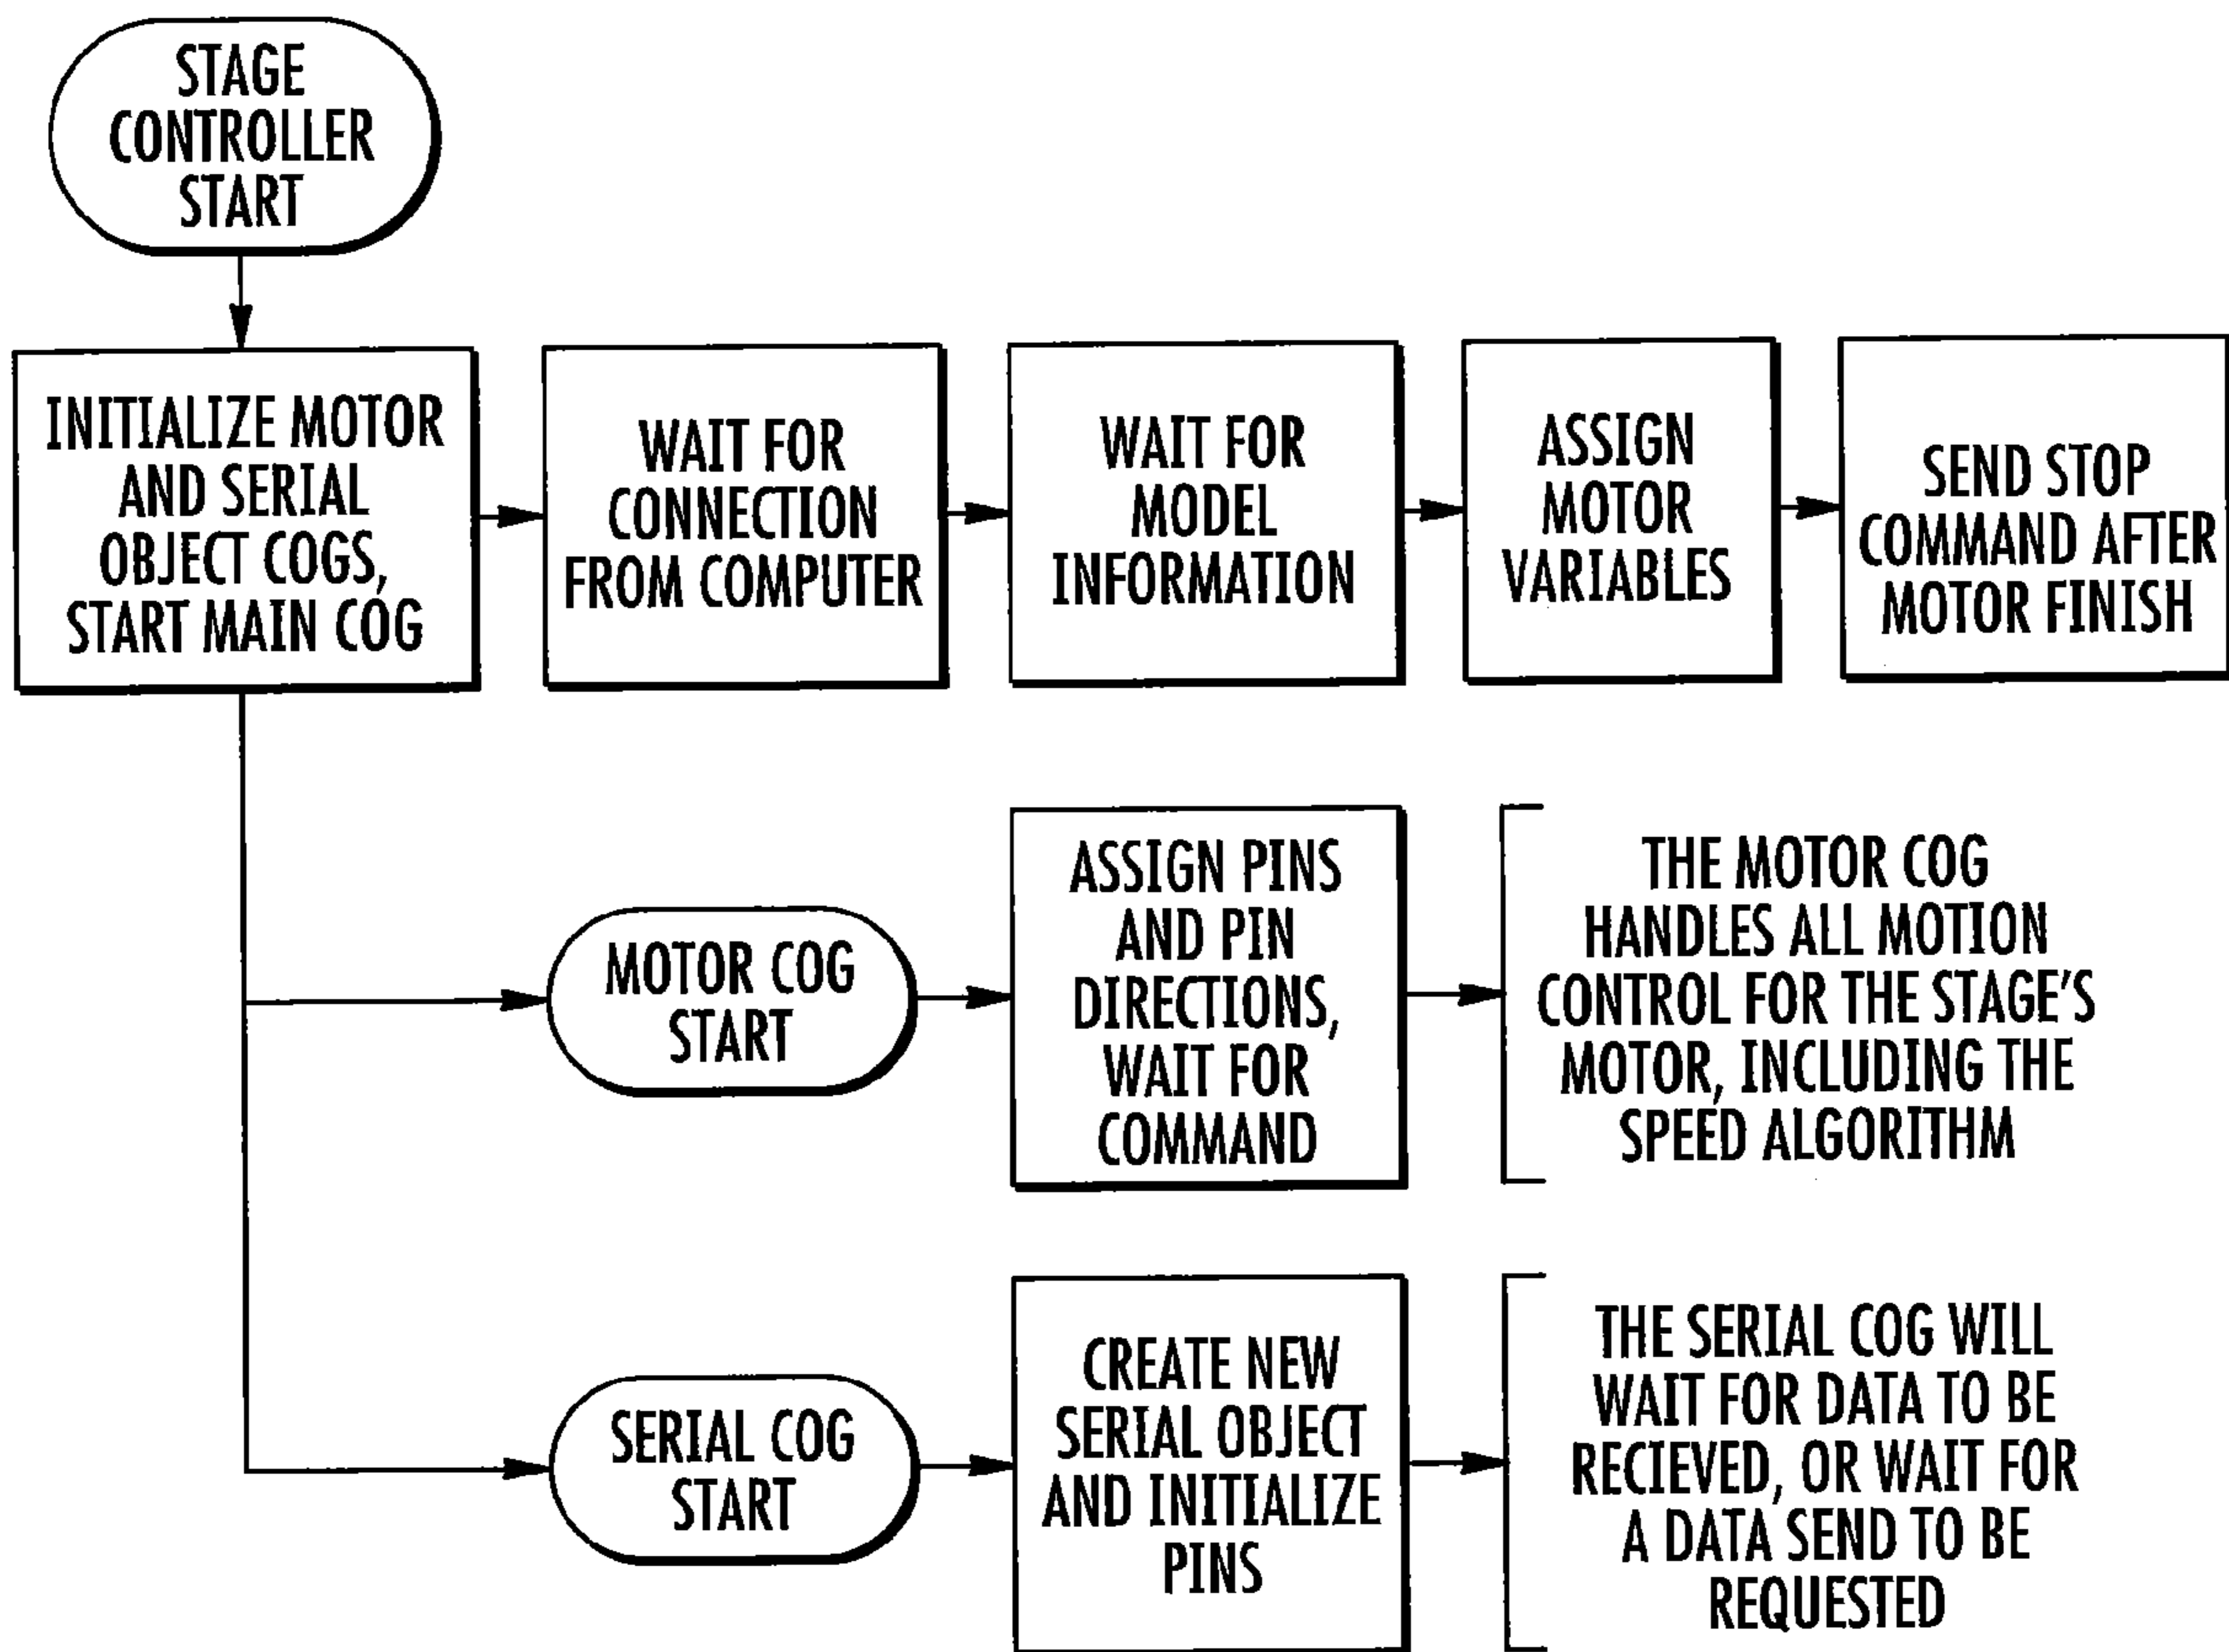 STAGE
CONTROLLER
START
INITIALIZE MOTOR
AND SERIAL
OBJECT COGS,
START MAIN COG
WAIT FOR
CONNECTION
FROM COMPUTER
WAIT FOR
MODEL
INFORMATION
ASSIGN
MOTOR
VARIABLES
SEND STOP
COMMAND AFTER
MOTOR FINISH
MOTOR COG
START
ASSIGN PINS
AND PIN
DIRECTIONS,
WAIT FOR
COMMAND
THE MOTOR COG
HANDLES ALL MOTION
CONTROL FOR THE STAGE'S
MOTOR, INCLUDING THE
SPEED ALGORITHM
SERIAL COG
START
CREATE NEW
SERIAL OBJECT
AND INITIALIZE
PINS
THE SERIAL COG WILL
WAIT FOR DATA TO BE
RECIEVED, OR WAIT FOR
A DATA SEND TO BE
REQUESTED